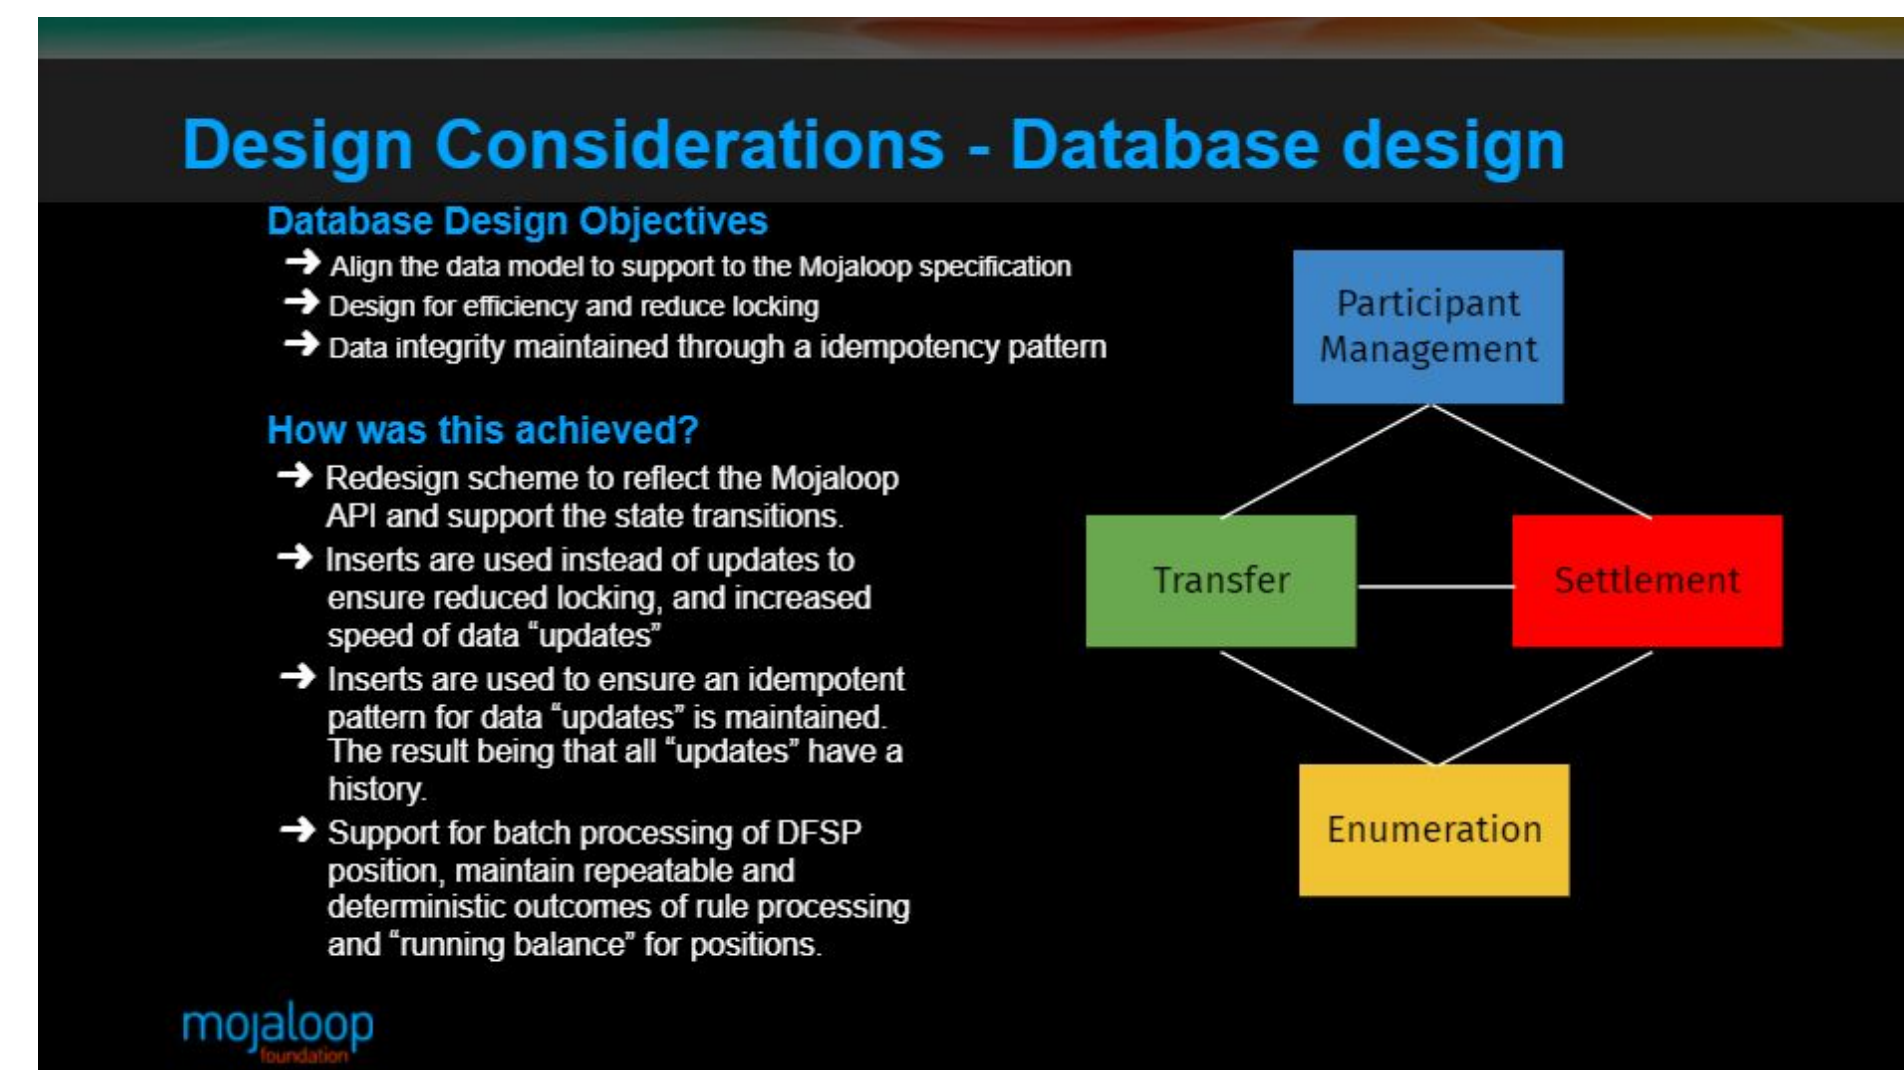 Design Considerations - Database design
Database Design Objectives
➔ Align the data model to support to the Mojaloop specification
➔ Design for efficiency and reduce locking
➔ Data integrity maintained through a idempotency pattern
How was this achieved?
➔ Redesign scheme to reflect the Mojaloop
API and support the state transitions.
➔ Inserts are used instead of updates to
ensure reduced locking, and increased
speed of data “updates”
➔ Inserts are used to ensure an idempotent
pattern for data “updates” is maintained.
The result being that all “updates” have a
history.
➔ Support for batch processing of DFSP
position, maintain repeatable and
deterministic outcomes of rule processing
and “running balance” for positions.
Participant
Management
Transfer
Settlement
Enumeration
mojaloop
foundation